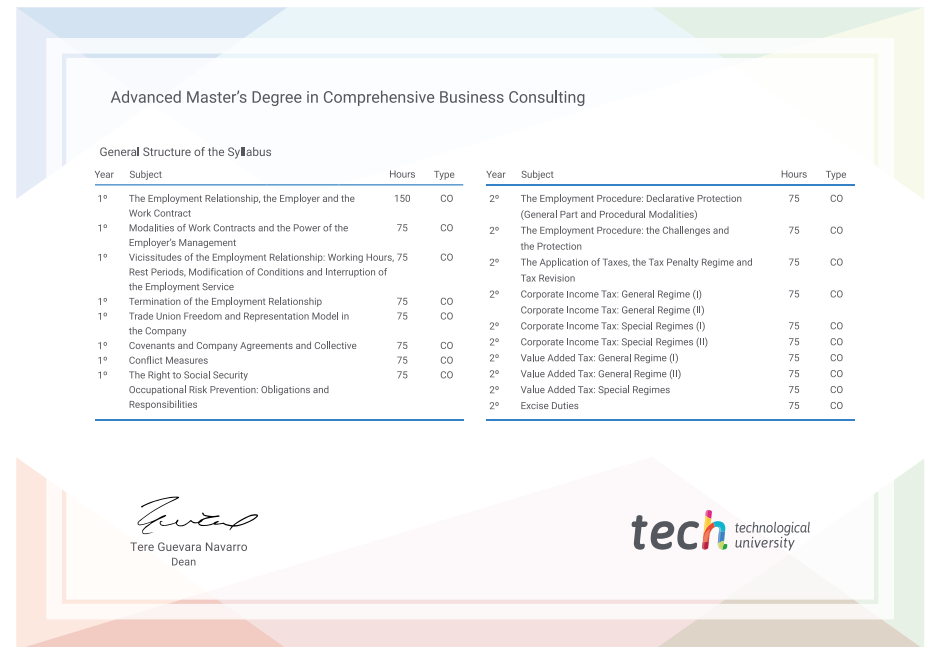 Advanced Master's Degree in Comprehensive Business Consulting
General Structure of the Syllabus
Year Subject Hours Type
1º The Employment Relationship, the Employer and the 150 CO
Work Contract
1º Modalities of Work Contracts and the Power of the 75 CO
Employer's Management
1º Vicissitudes of the Employment Relationship: Working Hours, 75 CO
Rest Periods, Modification of Conditions and Interruption of
the Employment Service
1º Termination of the Employment Relationship 75 CO
1º Trade Union Freedom and Representation Model in 75 CO
the Company
1º Covenants and Company Agreements and Collective 75 CO
1º Conflict Measures 75 CO
1º The Right to Social Security 75 CO
Occupational Risk Prevention: Obligations and
Responsibilities
Year Subject Hours Type
2º The Employment Procedure: Declarative Protection 75 CO
(General Part and Procedural Modalities)
2º The Employment Procedure: the Challenges and 75 CO
the Protection
2º The Application of Taxes, the Tax Penalty Regime and 75 CO
Tax Revision
2º Corporate Income Tax: General Regime (I) 75 CO
Corporate Income Tax: General Regime (II)
2º Corporate Income Tax: Special Regimes (I) 75 CO
2º Corporate Income Tax: Special Regimes (II) 75 CO
2º Value Added Tax: General Regime (I) 75 CO
2º Value Added Tax: General Regime (II) 75 CO
2º Value Added Tax: Special Regimes 75 CO
2º Excise Duties 75 CO
Tere Guevara Navarro
Dean
tech technological
university